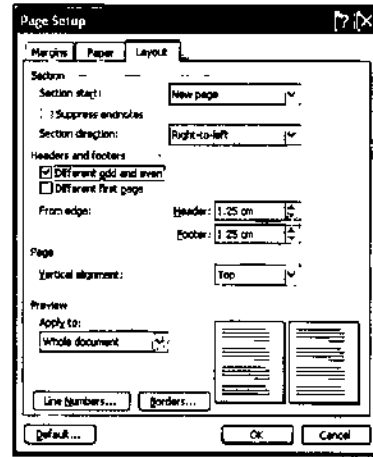 Page Setup
Margins Paper Layout
Section
Section start: New page
Suppress endnotes
Section direction: Right-to-left
Headers and footers
Different odd and even
Different first page
From edge: Header: 1.25 cm
Footer: 1.25 cm
Page
Vertical alignment: Top
Preview
Apply to:
Whole document
Line Numbers... Borders...
Default... OK Cancel